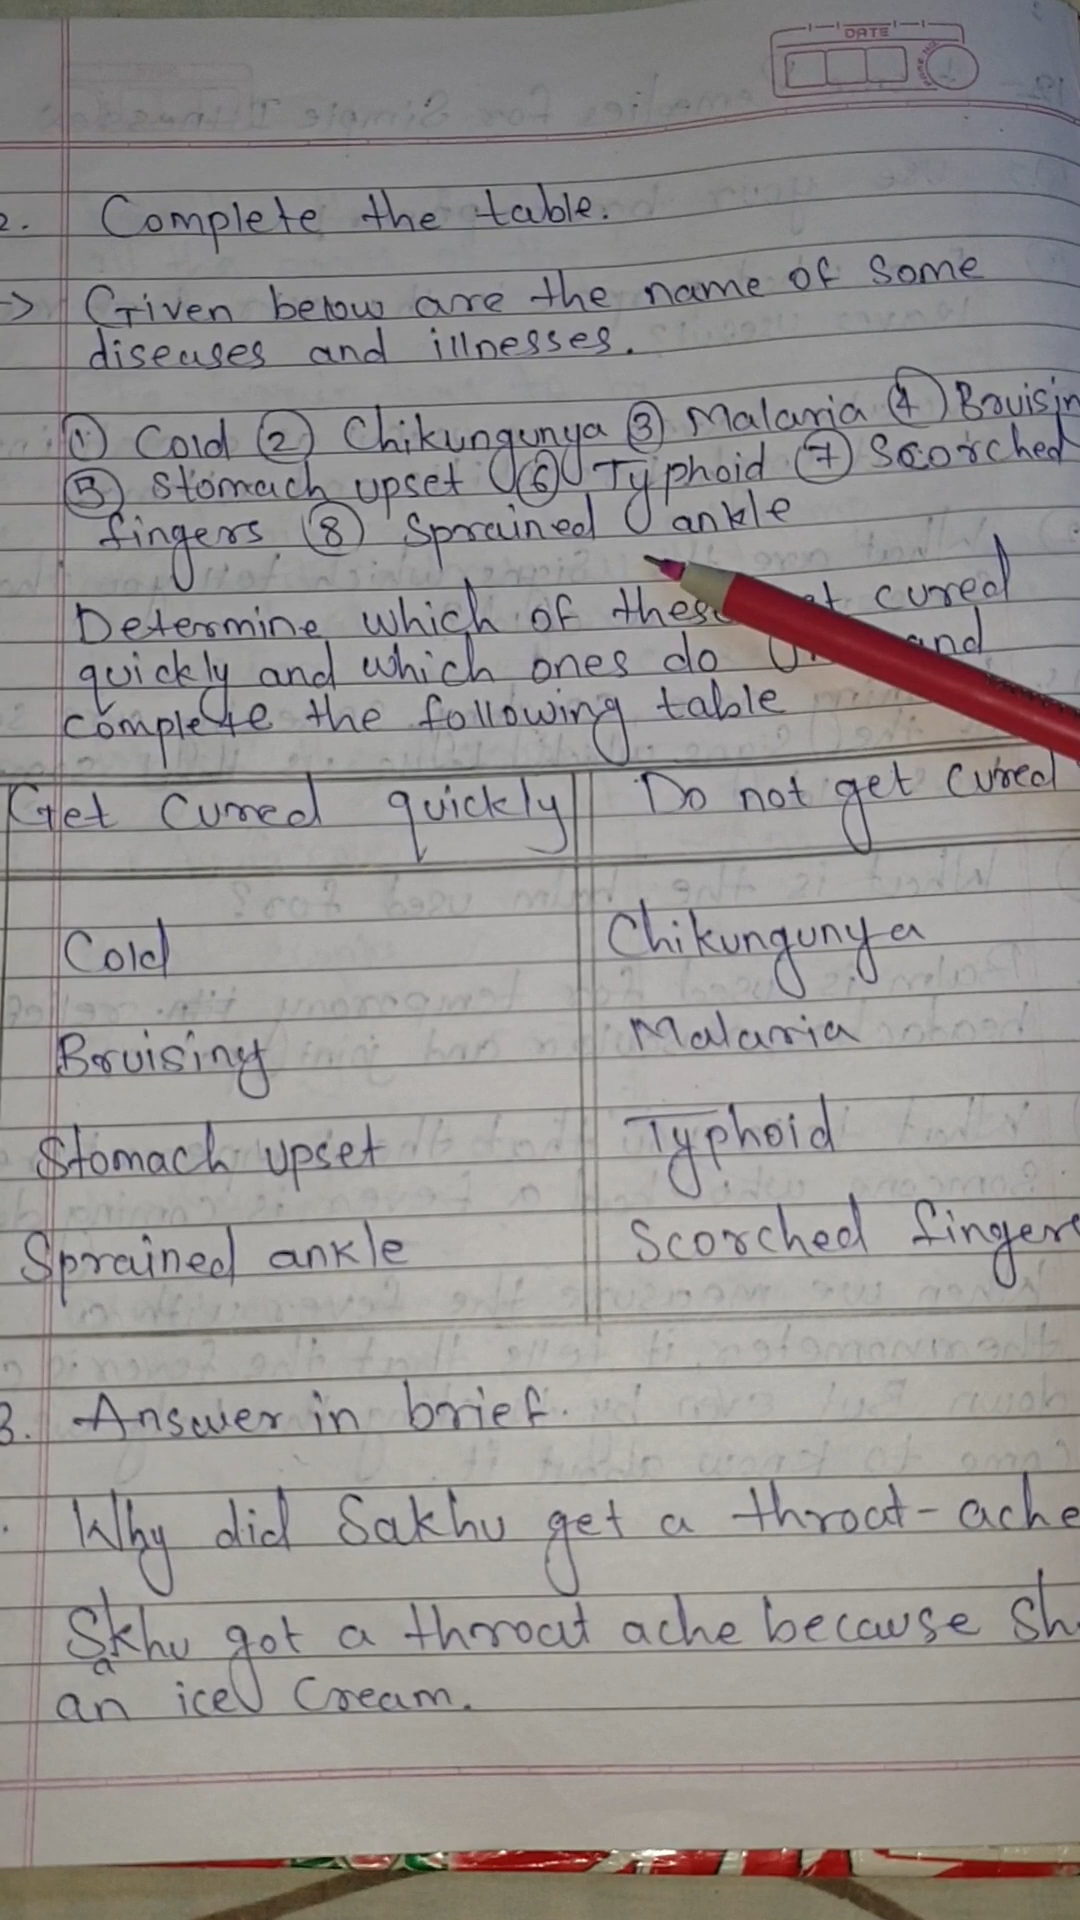 DATE
2. Complete the table.
-> Given below are the name of some
diseases and illnesses.
① Cold ② Chikungunya ③ Malaria ④ Bruisin
⑤ Stomach upset ⑥ Typhoid ⑦ Scorched
fingers ⑧ Sprained ankle
Determine which of these cured
quickly and which ones do and
complete the following table
Get Cured quickly Do not get cured
Cold Chikungunya
Bruising Malaria
Stomach upset Typhoid
Sprained ankle Scorched fingers
3. Answer in brief.
Why did Sakhu get a throat-ache
Sakhu got a throat ache because sh
an ice cream.